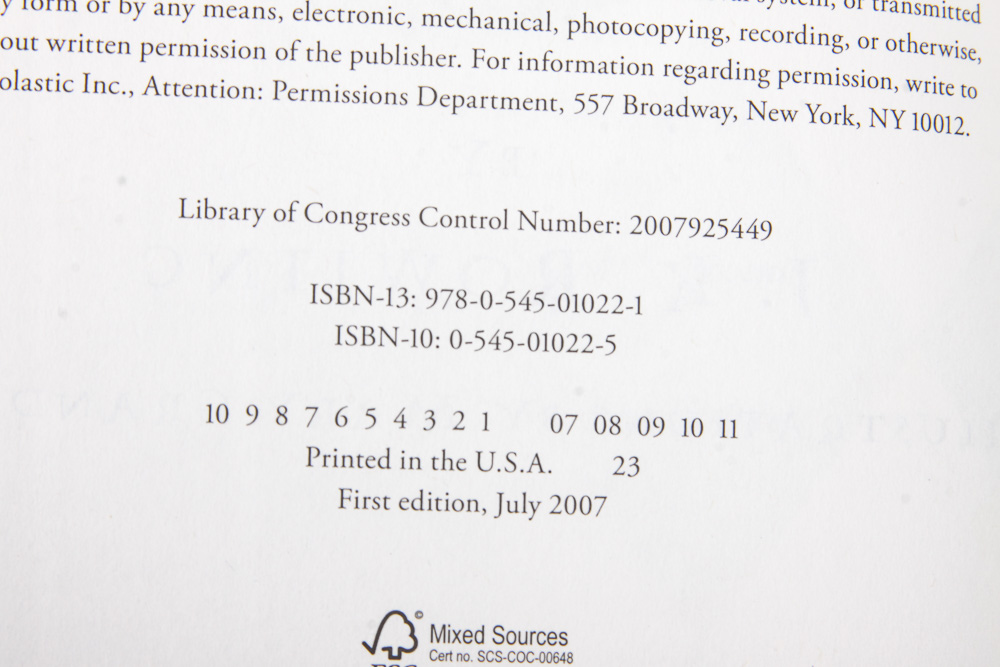 system, or transmitted
y form or by any means, electronic, mechanical, photocopying, recording, or otherwise,
out written permission of the publisher. For information regarding permission, write to
olastic Inc., Attention: Permissions Department, 557 Broadway, New York, NY 10012.
Library of Congress Control Number: 2007925449
ISBN-13: 978-0-545-01022-1
ISBN-10: 0-545-01022-5
10 9 8 7 6 5 4 3 2 1 07 08 09 10 11
Printed in the U.S.A. 23
First edition, July 2007
© Mixed Sources
Cert no. SCS-COC-00648
FSC